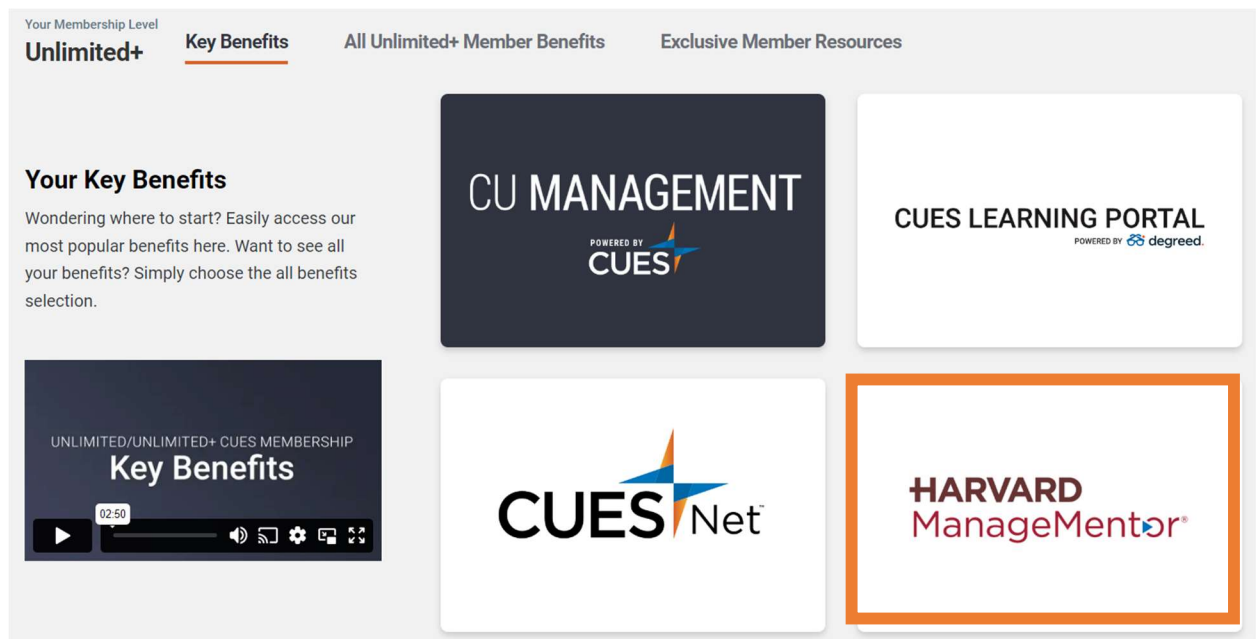 Your Membership Level
Unlimited+
Key Benefits
All Unlimited+ Member Benefits
Exclusive Member Resources
Your Key Benefits
Wondering where to start? Easily access our
most popular benefits here. Want to see all
your benefits? Simply choose the all benefits
selection.
UNLIMITED/UNLIMITED+ CUES MEMBERSHIP
Key Benefits
02:50
CU MANAGEMENT
POWERED BY
CUES
CUES LEARNING PORTAL
POWERED BY degreed.
CUES Net™
HARVARD
ManageMentor®